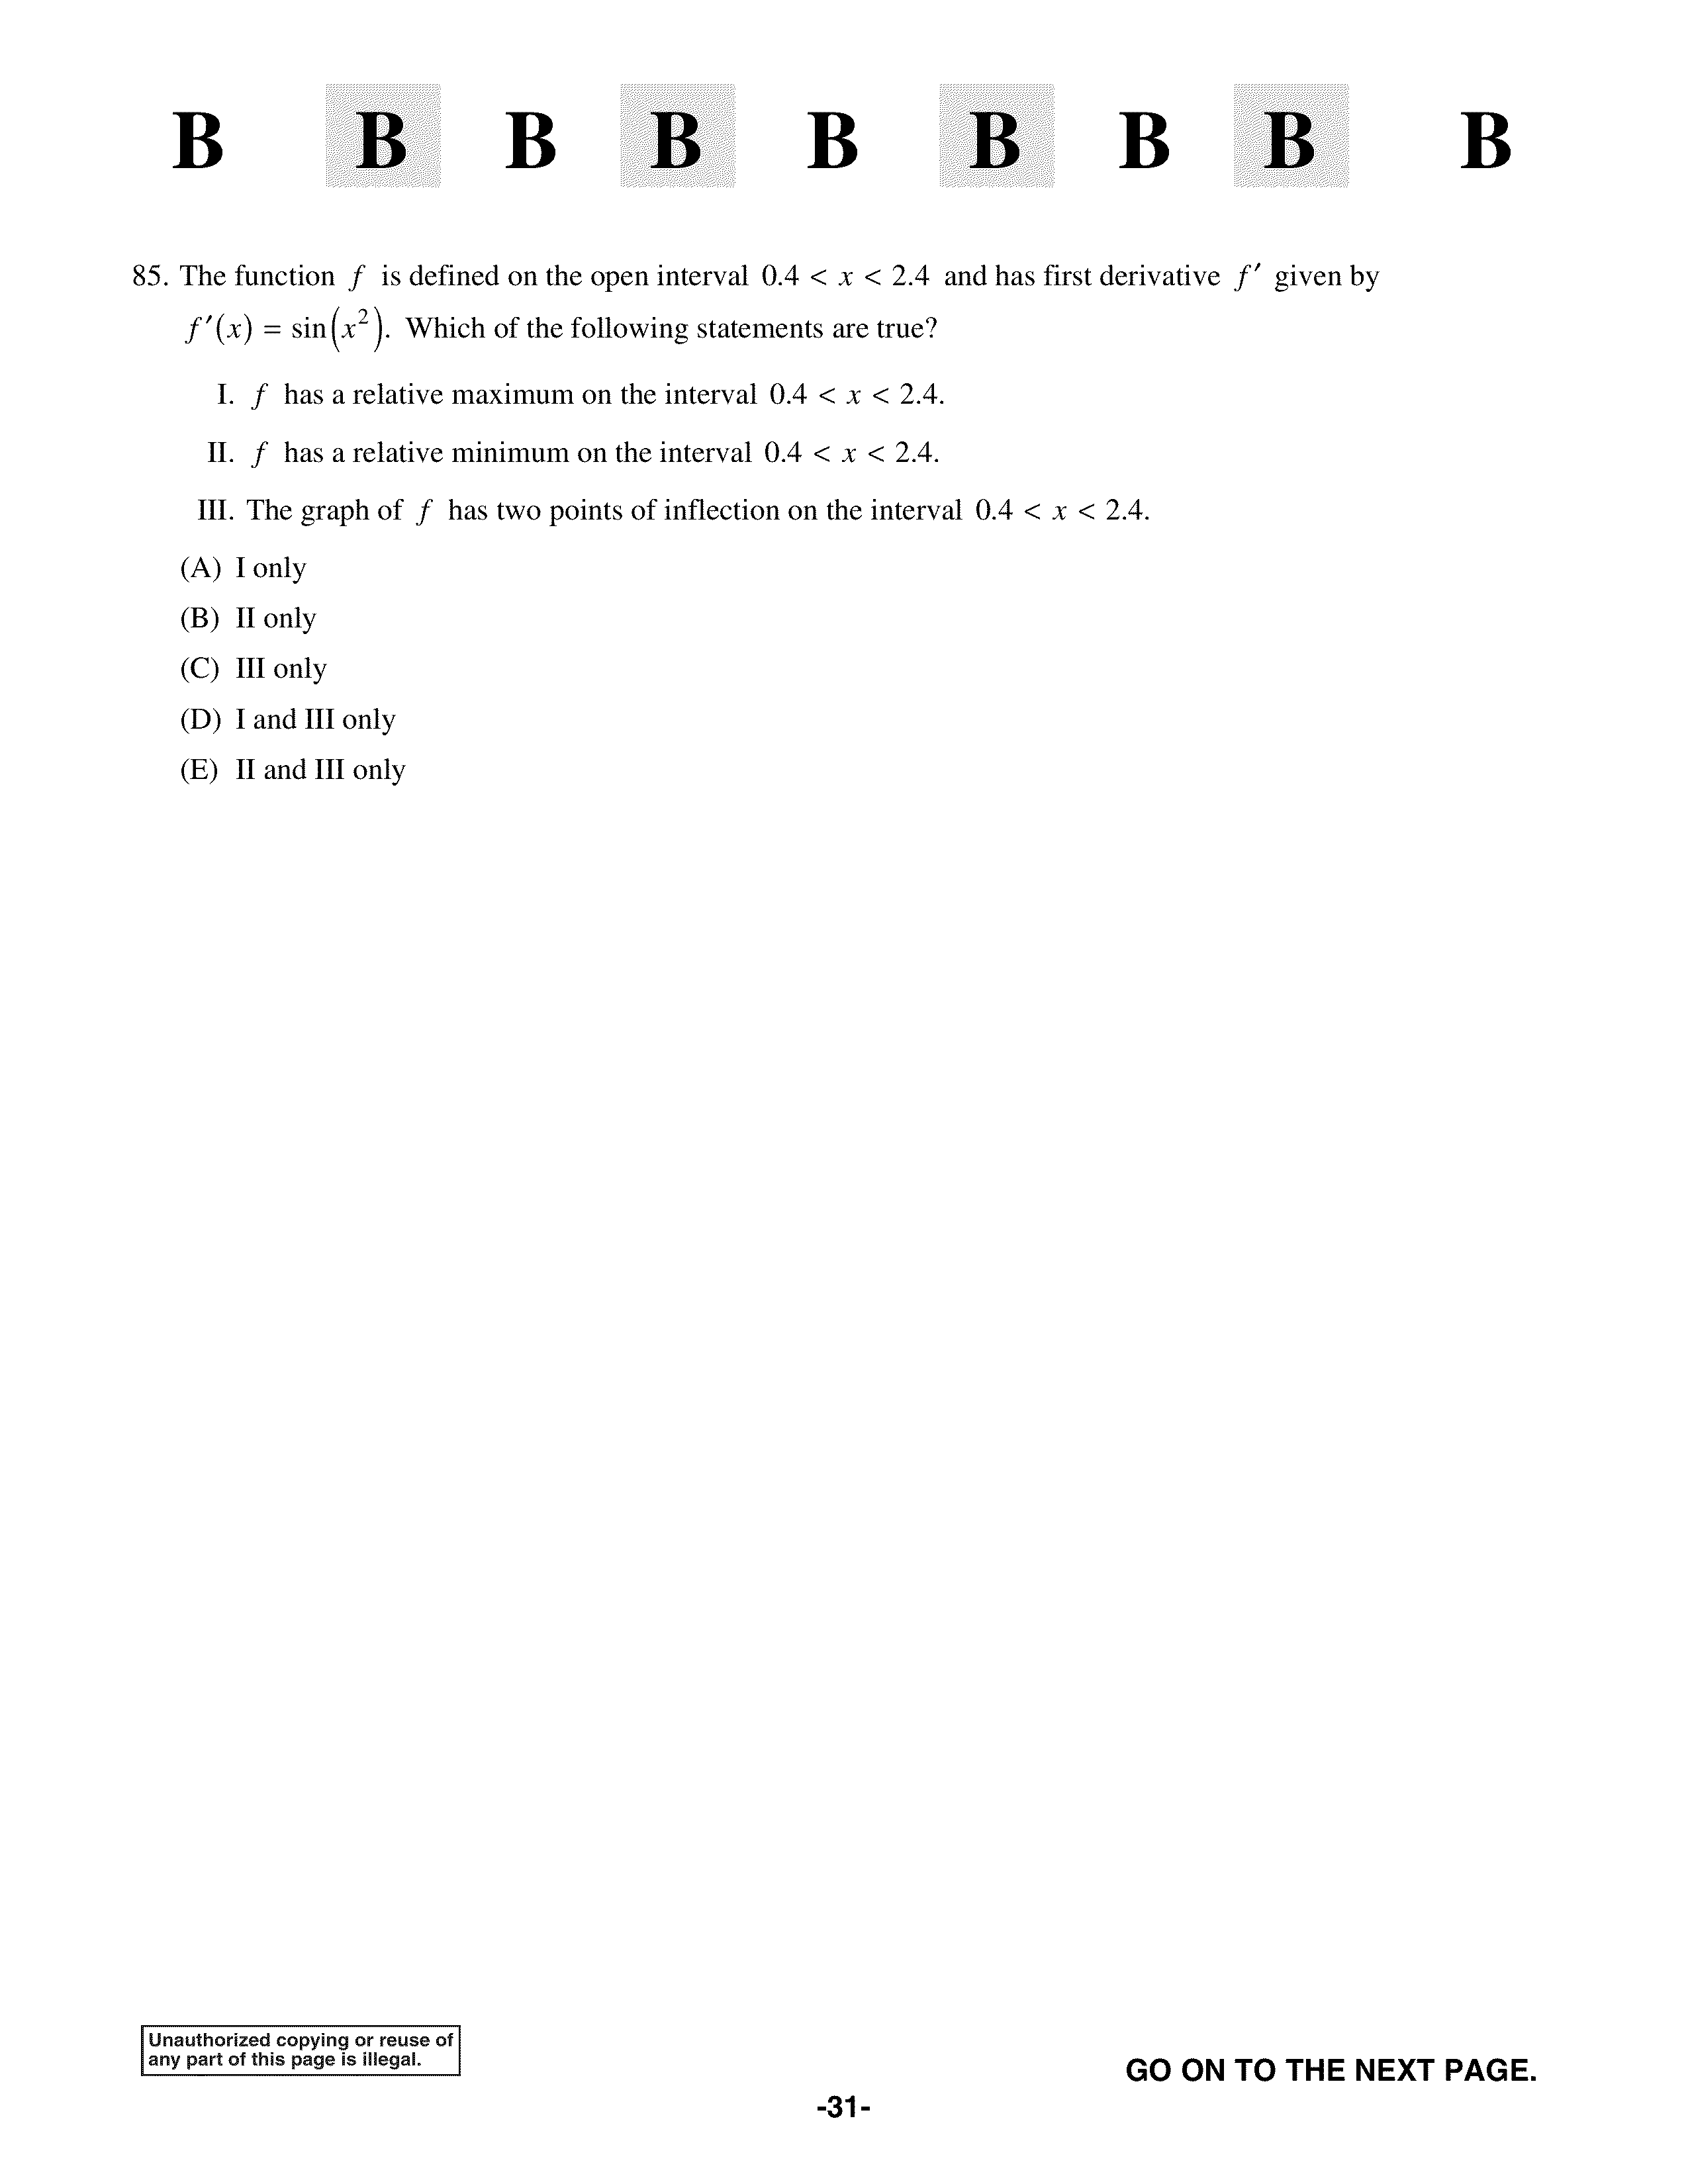 B B B B B B B B B
85. The function f is defined on the open interval 0.4 < x < 2.4 and has first derivative f′ given by
f′(x) = sin(x²). Which of the following statements are true?
I. f has a relative maximum on the interval 0.4 < x < 2.4.
II. f has a relative minimum on the interval 0.4 < x < 2.4.
III. The graph of f has two points of inflection on the interval 0.4 < x < 2.4.
(A) I only
(B) II only
(C) III only
(D) I and III only
(E) II and III only
Unauthorized copying or reuse of
any part of this page is illegal.
GO ON TO THE NEXT PAGE.
-31-